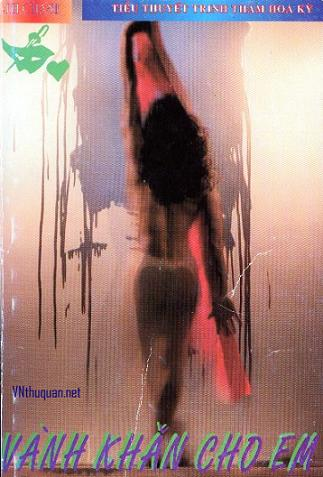 TIỂU THUYẾT TRINH THÁM HOA KỲ
VNthuquan.net
VÀNH KHĂN CHO EM